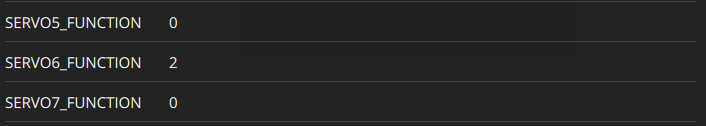 SERVO5_FUNCTION 0
SERVO6_FUNCTION 2
SERVO7_FUNCTION 0